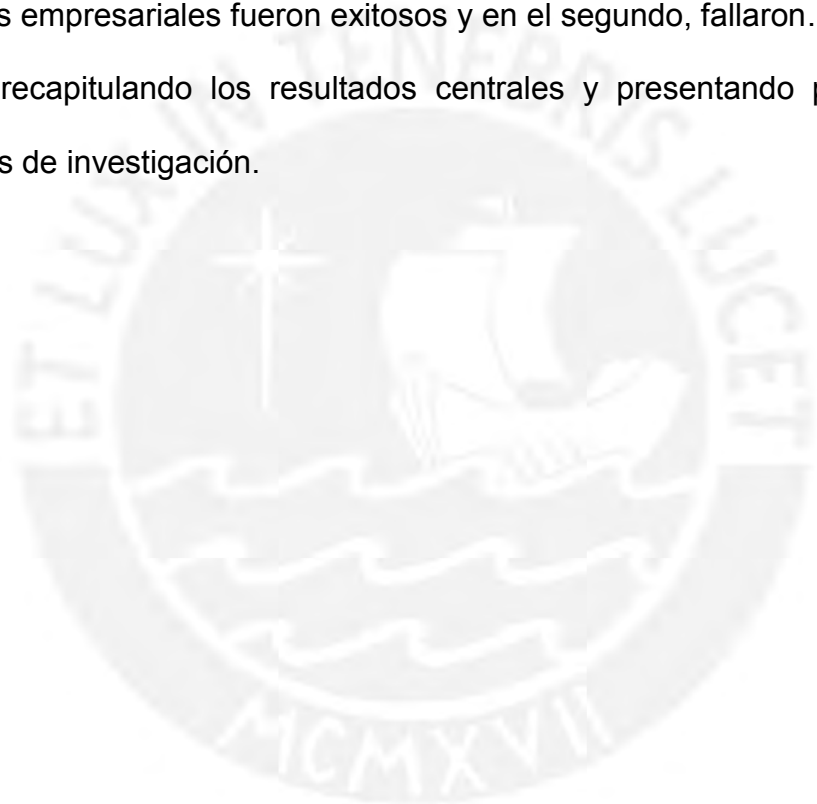 s empresariales fueron exitosos y en el segundo, fallaron.
recapitulando los resultados centrales y presentando p
s de investigación.
ET LUX IN TENEBRIS LUCET
MCMXVII